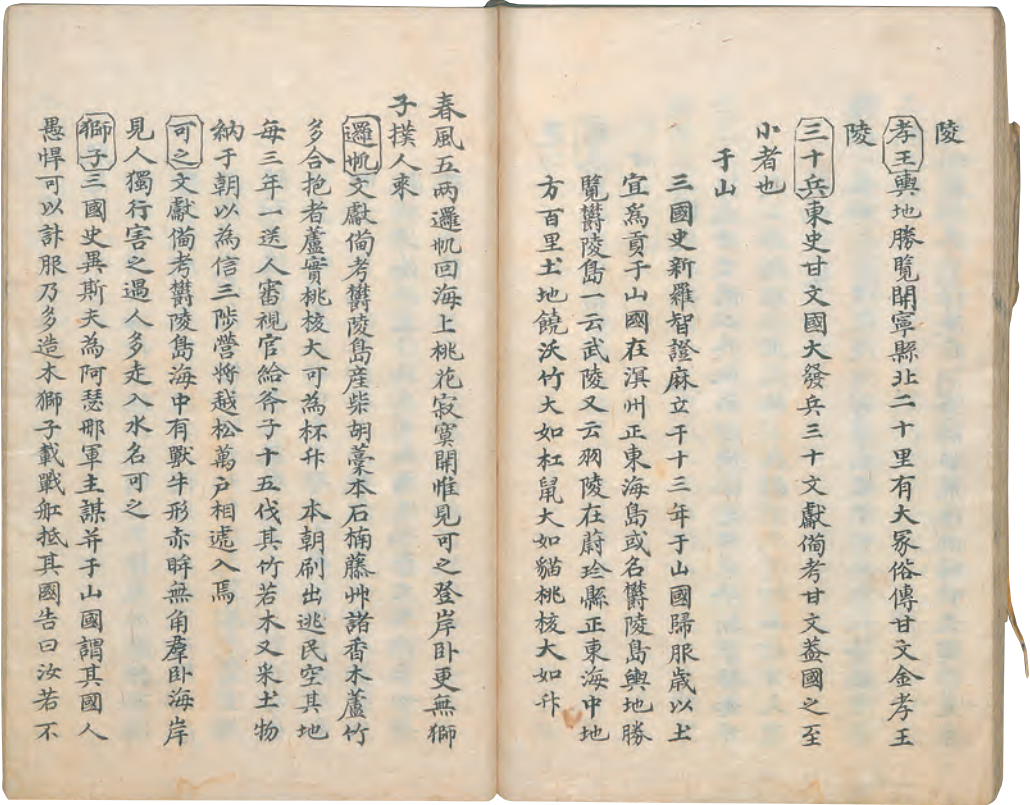 陵
孝王輿地勝覽開寧縣北二十里有大冢俗傳甘文金孝王
陵
三十兵東史甘文國大發兵三十文獻備考甘文葢國之至
小者也
于山
三國史新羅智證麻立干十三年于山國歸服歲以土
宜爲貢于山國在溟州正東海島或名欝陵島輿地勝
覽欝陵島一云武陵又云羽陵在蔚珍縣正東海中地
方百里土地饒沃竹大如杠鼠大如貓桃核大如升
春風五兩邏帆回海上桃花寂寞開惟見可之登岸卧更無獅
子撲人來
邏帆文獻備考欝陵島産柴胡藁本石楠藤艸諸香木蘆竹
多合抱者蘆實桃核大可為杯升 本朝刷出逃民空其地
每三年一送人審視官給斧子十五伐其竹若木又采土物
納于朝以為信三陟營將越松萬户相遞入焉
可之文獻備考欝陵島海中有獸牛形赤眸無角羣卧海岸
見人獨行害之遇人多走入水名可之
獅子三國史異斯夫為阿瑟郍軍主謀并于山國謂其國人
愚悍可以詐服乃多造木獅子載戰舡抵其國告曰汝若不